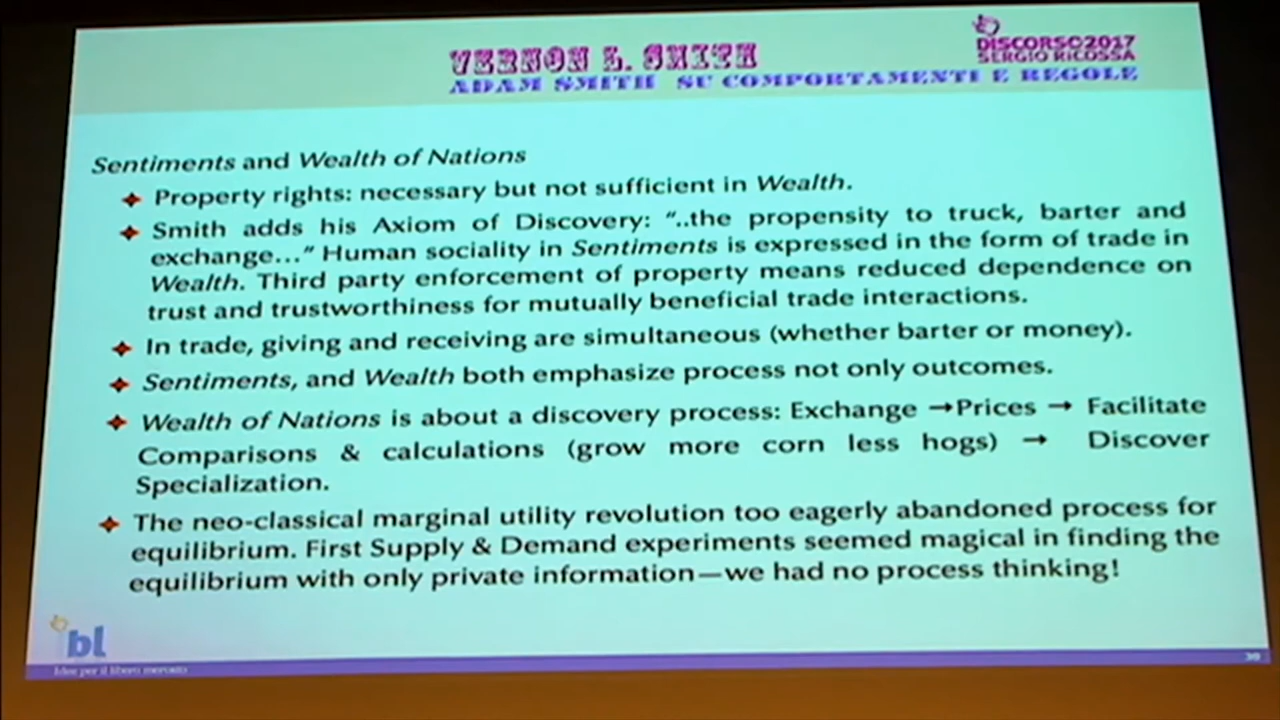 VERNON L. SMITH
DISCORSO2017
SERGIO RICOSSA
ADAM SMITH SU COMPORTAMENTI E REGOLE
Sentiments and Wealth of Nations
Property rights: necessary but not sufficient in Wealth.
Smith adds his Axiom of Discovery: “..the propensity to truck, barter and
exchange…” Human sociality in Sentiments is expressed in the form of trade in
Wealth. Third party enforcement of property means reduced dependence on
trust and trustworthiness for mutually beneficial trade interactions.
In trade, giving and receiving are simultaneous (whether barter or money).
Sentiments, and Wealth both emphasize process not only outcomes.
Wealth of Nations is about a discovery process: Exchange →Prices → Facilitate
Comparisons & calculations (grow more corn less hogs) → Discover
Specialization.
The neo-classical marginal utility revolution too eagerly abandoned process for
equilibrium. First Supply & Demand experiments seemed magical in finding the
equilibrium with only private information—we had no process thinking!
bl
Idee per il libero mercato